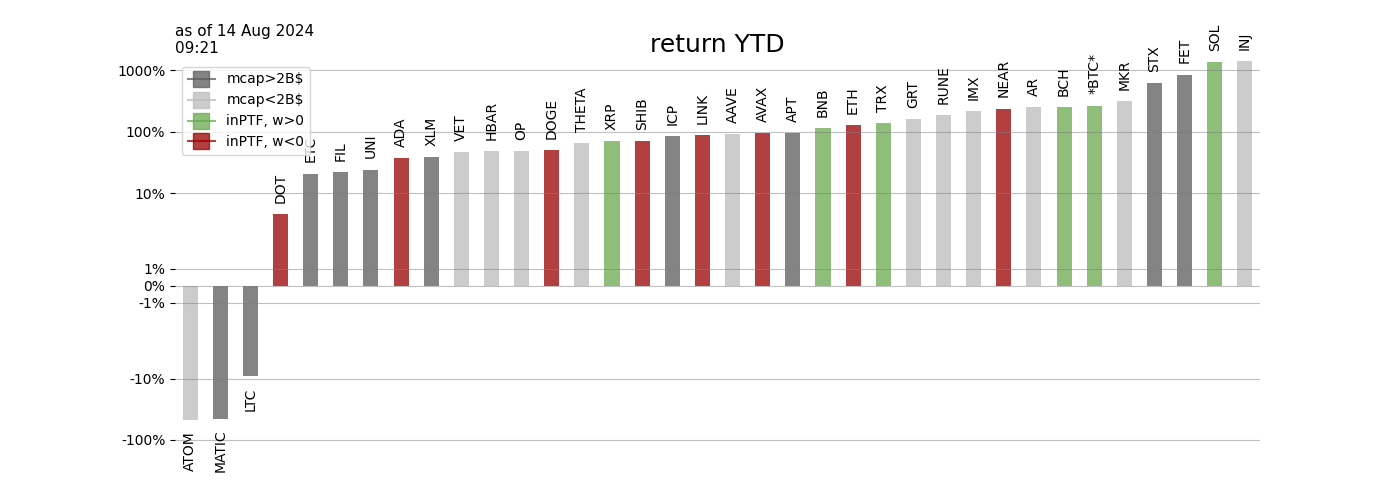 as of 14 Aug 2024
09:21
return YTD
mcap>2B$
mcap<2B$
inPTF, w>0
inPTF, w<0
1000%
100%
10%
1%
0%
-1%
-10%
-100%
ATOM
MATIC
LTC
DOT
ETC
FIL
UNI
ADA
XLM
VET
HBAR
OP
DOGE
THETA
XRP
SHIB
ICP
LINK
AAVE
AVAX
APT
BNB
ETH
TRX
GRT
RUNE
IMX
NEAR
AR
BCH
*BTC*
MKR
STX
FET
SOL
INJ